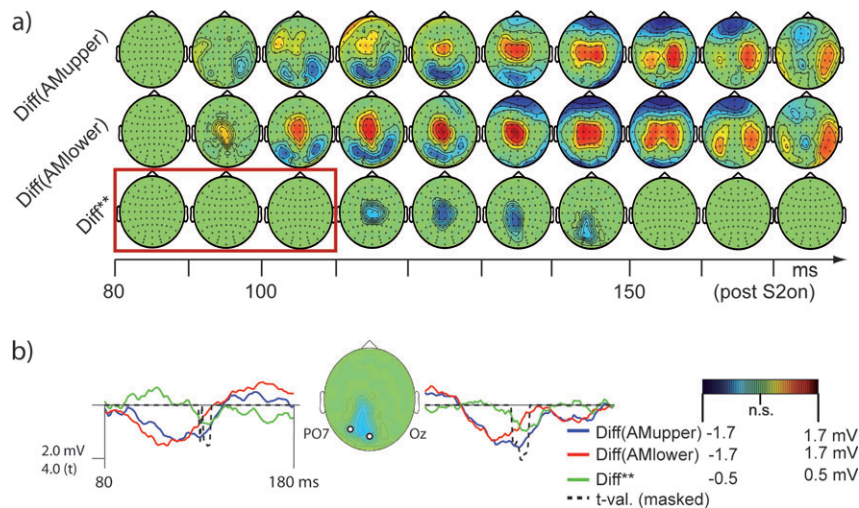 a)
Diff(AMupper)
Diff(AMlower)
Diff**
80 100 150 ms
(post S2on)
b)
PO7 Oz
2.0 mV
4.0 (t)
80 180 ms
n.s.
Diff(AMupper) -1.7 1.7 mV
Diff(AMlower) -1.7 1.7 mV
Diff** -0.5 0.5 mV
t-val. (masked)